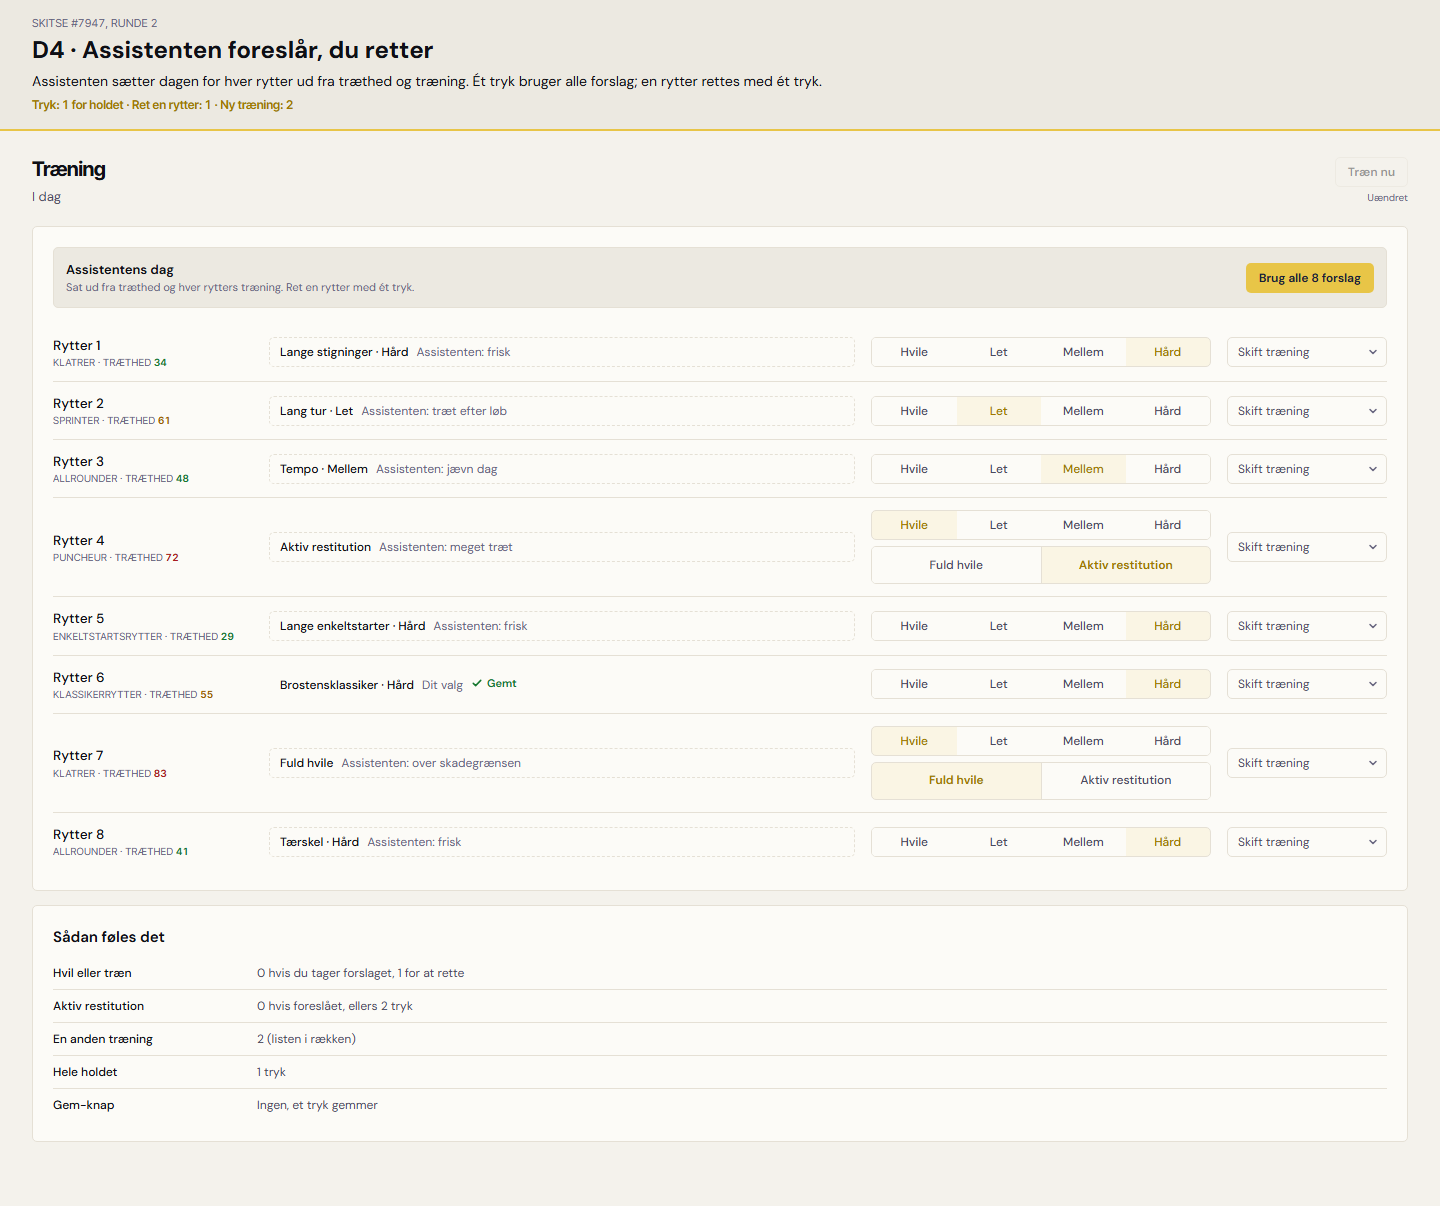 SKITSE #7947, RUNDE 2
D4 · Assistenten foreslår, du retter
Assistenten sætter dagen for hver rytter ud fra træthed og træning. Ét tryk bruger alle forslag; en rytter rettes med ét tryk.
Tryk: 1 for holdet · Ret en rytter: 1 · Ny træning: 2
Træning
Træn nu
I dag
Uændret
Assistentens dag
Sat ud fra træthed og hver rytters træning. Ret en rytter med ét tryk.
Brug alle 8 forslag
Rytter 1
KLATRER · TRÆTHED 34
Lange stigninger · Hård Assistenten: frisk
Hvile Let Mellem Hård
Skift træning
Rytter 2
SPRINTER · TRÆTHED 61
Lang tur · Let Assistenten: træt efter løb
Hvile Let Mellem Hård
Skift træning
Rytter 3
ALLROUNDER · TRÆTHED 48
Tempo · Mellem Assistenten: jævn dag
Hvile Let Mellem Hård
Skift træning
Rytter 4
PUNCHEUR · TRÆTHED 72
Aktiv restitution Assistenten: meget træt
Hvile Let Mellem Hård
Fuld hvile Aktiv restitution
Skift træning
Rytter 5
ENKELTSTARTSRYTTER · TRÆTHED 29
Lange enkeltstarter · Hård Assistenten: frisk
Hvile Let Mellem Hård
Skift træning
Rytter 6
KLASSIKERRYTTER · TRÆTHED 55
Brostensklassiker · Hård Dit valg ✓ Gemt
Hvile Let Mellem Hård
Skift træning
Rytter 7
KLATRER · TRÆTHED 83
Fuld hvile Assistenten: over skadegrænsen
Hvile Let Mellem Hård
Fuld hvile Aktiv restitution
Skift træning
Rytter 8
ALLROUNDER · TRÆTHED 41
Tærskel · Hård Assistenten: frisk
Hvile Let Mellem Hård
Skift træning
Sådan føles det
Hvil eller træn 0 hvis du tager forslaget, 1 for at rette
Aktiv restitution 0 hvis foreslået, ellers 2 tryk
En anden træning 2 (listen i rækken)
Hele holdet 1 tryk
Gem-knap Ingen, et tryk gemmer